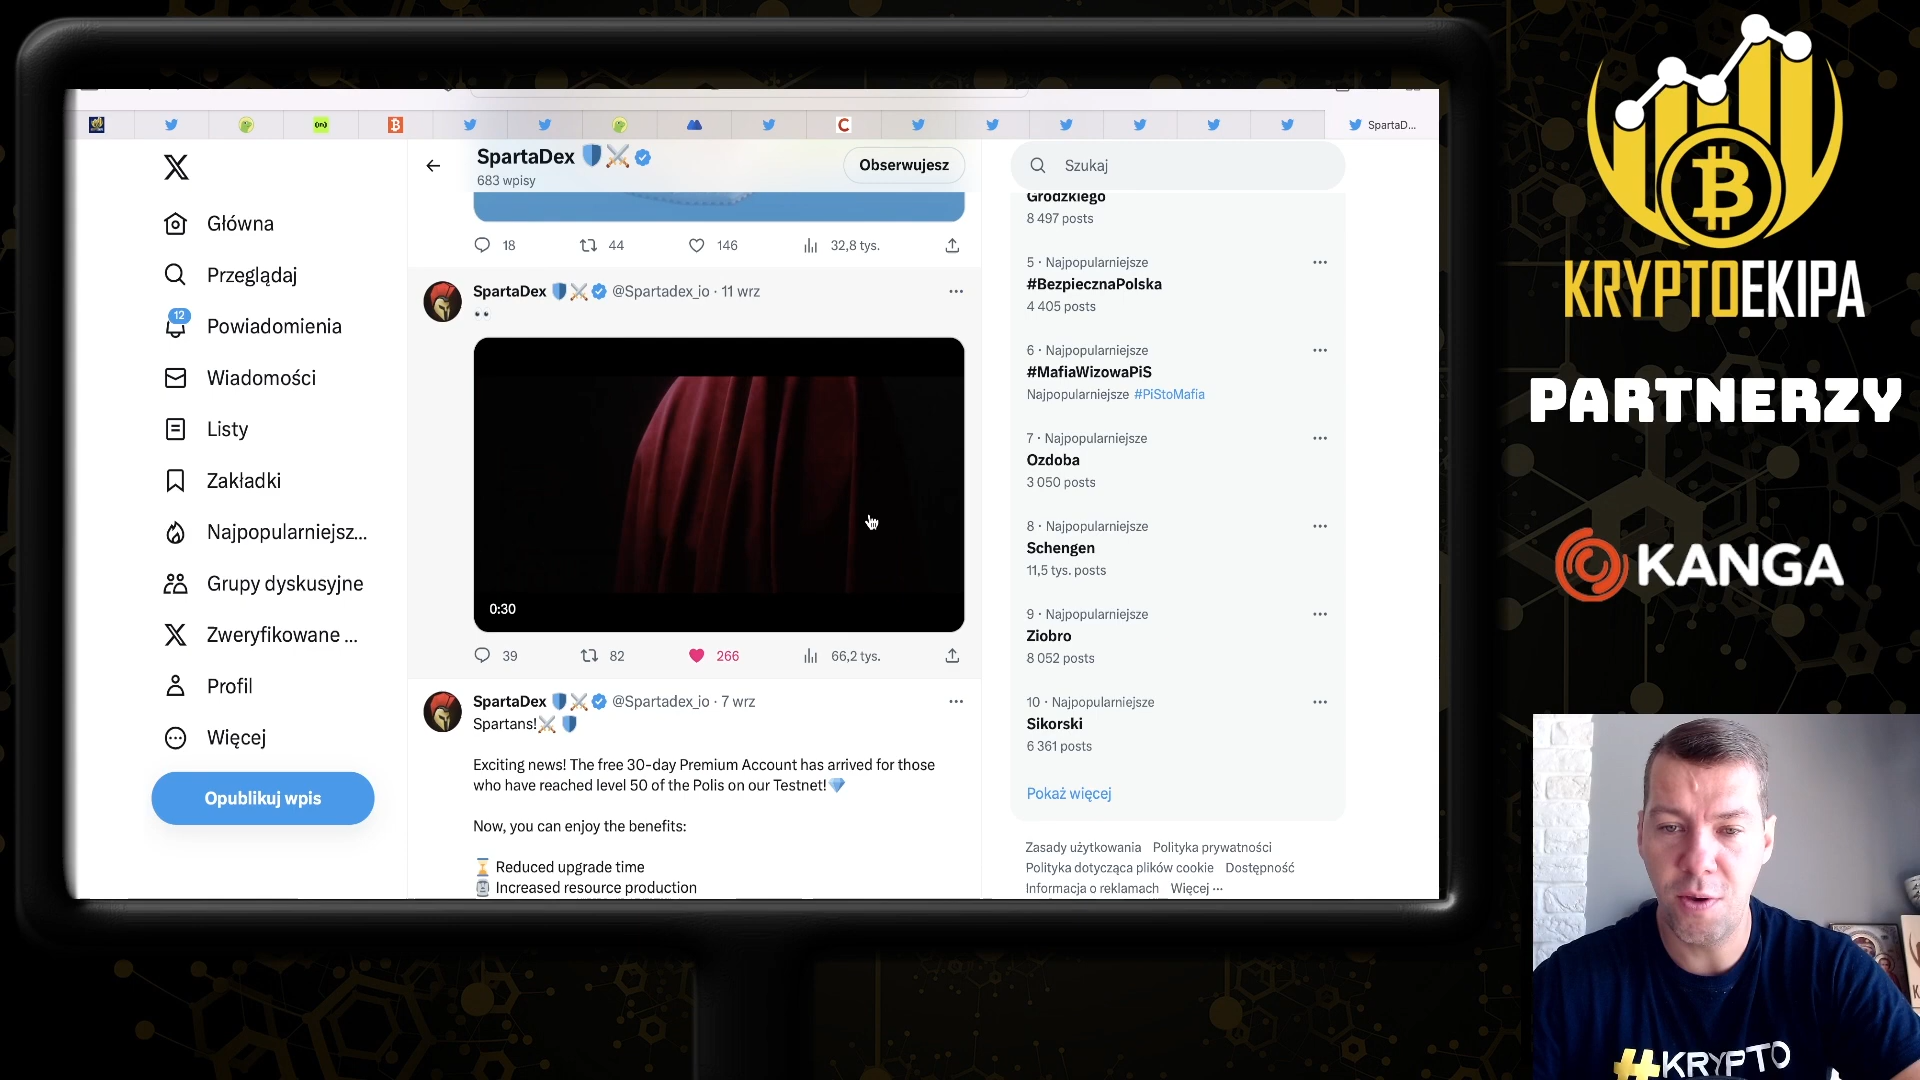 SpartaD...
SpartaDex
683 wpisy
Obserwujesz
Szukaj
Główna
Przeglądaj
12
Powiadomienia
Wiadomości
Listy
Zakładki
Najpopularniejsz...
Grupy dyskusyjne
Zweryfikowane ...
Profil
Więcej
Opublikuj wpis
18
44
146
32,8 tys.
SpartaDex @Spartadex_io · 11 wrz
0:30
39
82
266
66,2 tys.
SpartaDex @Spartadex_io · 7 wrz
Spartans!
Exciting news! The free 30-day Premium Account has arrived for those
who have reached level 50 of the Polis on our Testnet!
Now, you can enjoy the benefits:
Reduced upgrade time
Increased resource production
Grodzkiego
8 497 posts
5 · Najpopularniejsze
#BezpiecznaPolska
4 405 posts
6 · Najpopularniejsze
#MafiaWizowaPiS
Najpopularniejsze #PiStoMafia
7 · Najpopularniejsze
Ozdoba
3 050 posts
8 · Najpopularniejsze
Schengen
11,5 tys. posts
9 · Najpopularniejsze
Ziobro
8 052 posts
10 · Najpopularniejsze
Sikorski
6 361 posts
Pokaż więcej
Zasady użytkowania Polityka prywatności
Polityka dotycząca plików cookie Dostępność
Informacja o reklamach Więcej ...
KRYPTOEKIPA
PARTNERZY
KANGA
#KRYPTO